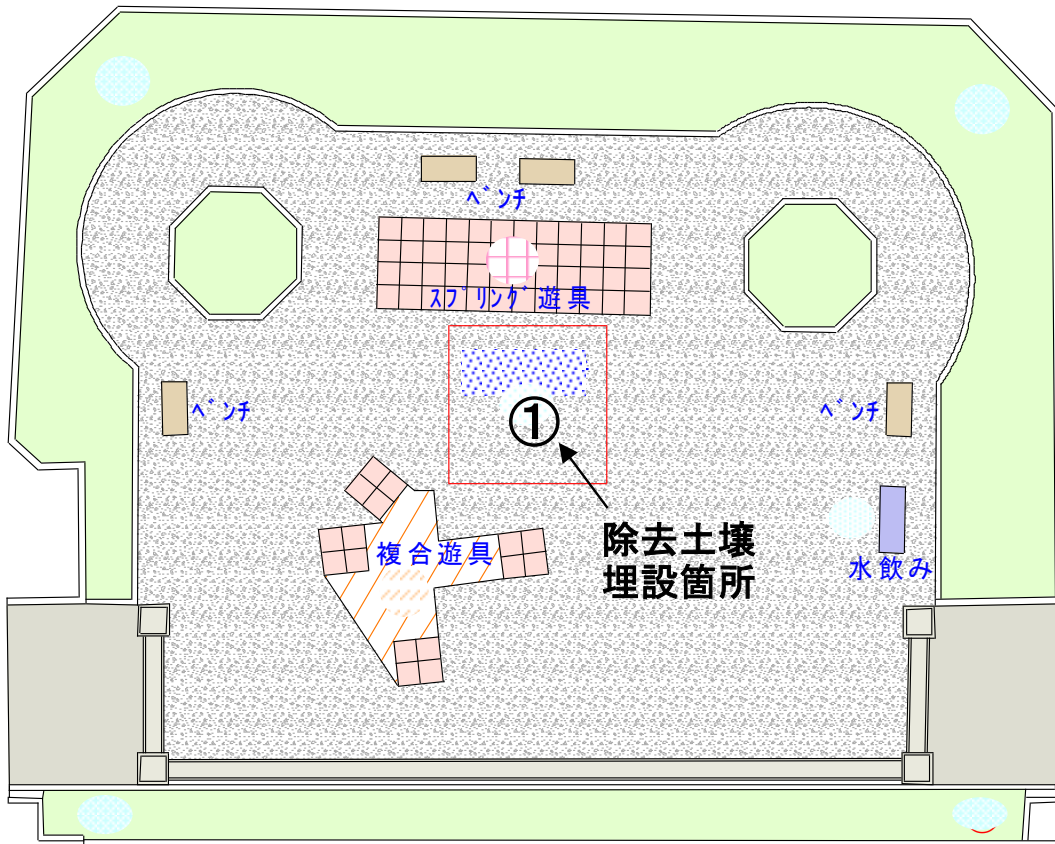 ベンチ
スプリング遊具
①
ベンチ
ベンチ
除去土壌
埋設箇所
複合遊具
水飲み